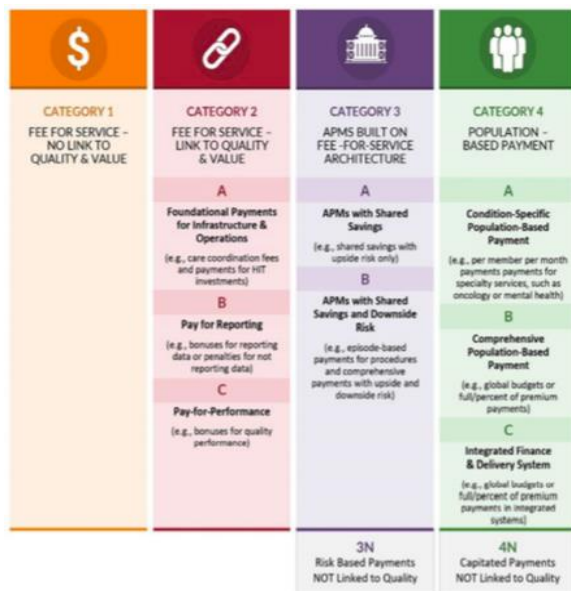 $
CATEGORY 1
FEE FOR SERVICE –
NO LINK TO
QUALITY & VALUE
CATEGORY 2
FEE FOR SERVICE –
LINK TO QUALITY
& VALUE
A
Foundational Payments
for Infrastructure &
Operations
(e.g., care coordination fees
and payments for HIT
investments)
B
Pay for Reporting
(e.g., bonuses for reporting
data or penalties for not
reporting data)
C
Pay-for-Performance
(e.g., bonuses for quality
performance)
CATEGORY 3
APMS BUILT ON
FEE -FOR-SERVICE
ARCHITECTURE
A
APMs with Shared
Savings
(e.g., shared savings with
upside risk only)
B
APMs with Shared
Savings and Downside
Risk
(e.g., episode-based
payments for procedures
and comprehensive
payments with upside and
downside risk)
3N
Risk Based Payments
NOT Linked to Quality
CATEGORY 4
POPULATION –
BASED PAYMENT
A
Condition-Specific
Population-Based
Payment
(e.g., per member per month
payments payments for
specialty services, such as
oncology or mental health)
B
Comprehensive
Population-Based
Payment
(e.g., global budgets or
full/percent of premium
payments)
C
Integrated Finance
& Delivery System
(e.g., global budgets or
full/percent of premium
payments in integrated
systems)
4N
Capitated Payments
NOT Linked to Quality